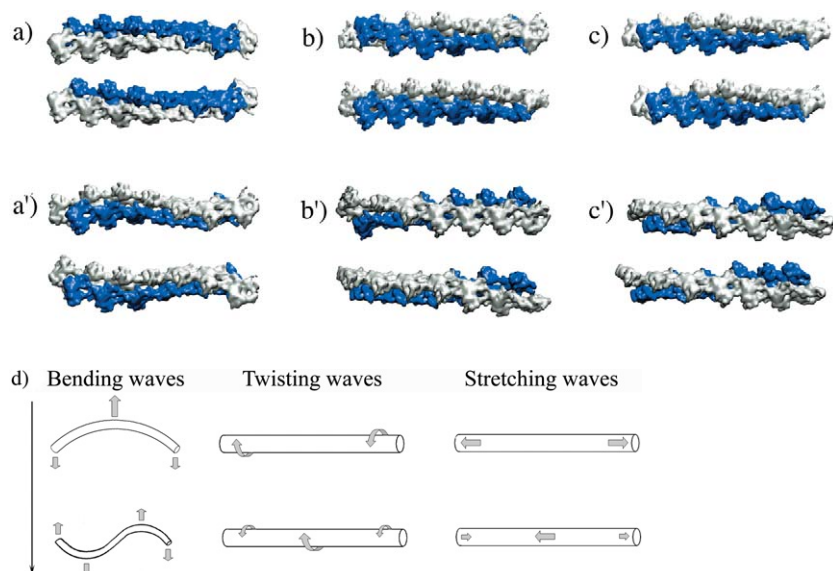 a)
b)
c)
a')
b')
c')
d) Bending waves Twisting waves Stretching waves